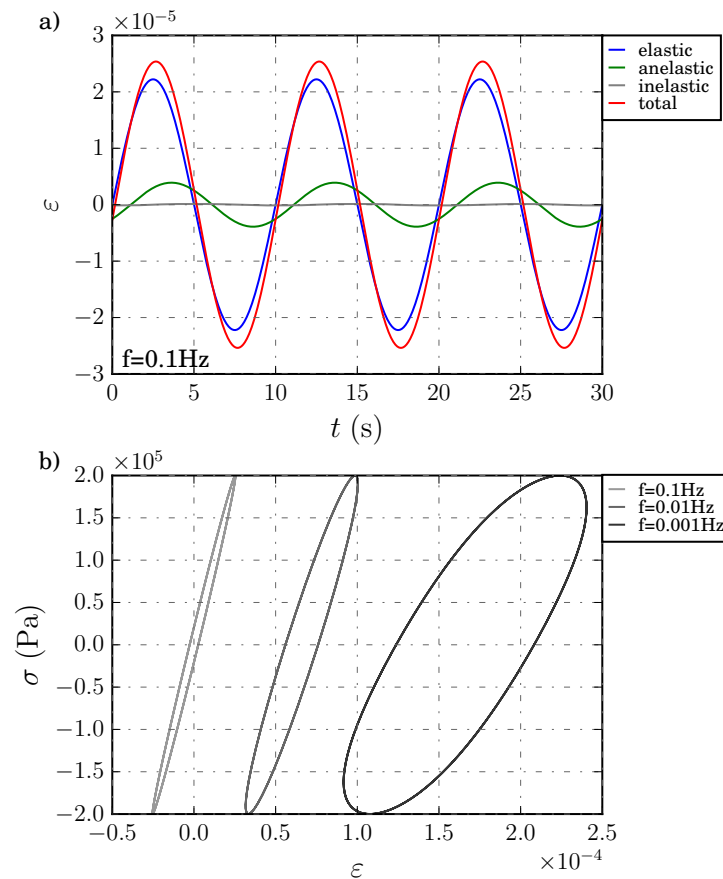 a)
×10⁻⁵
3
2
1
0
−1
−2
−3
ε
f=0.1Hz
0
5
10
15
20
25
30
t (s)
elastic
anelastic
inelastic
total
b)
×10⁵
2.0
1.5
1.0
0.5
0.0
−0.5
−1.0
−1.5
−2.0
σ (Pa)
−0.5
0.0
0.5
1.0
1.5
2.0
2.5
×10⁻⁴
ε
f=0.1Hz
f=0.01Hz
f=0.001Hz